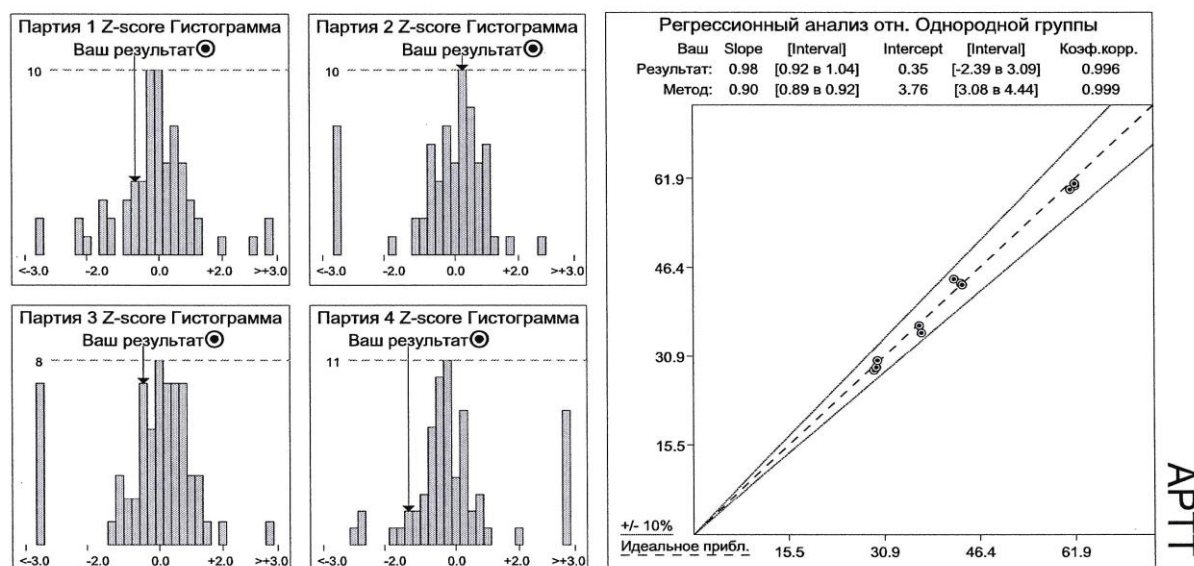 Партия 1 Z-score Гистограмма
Ваш результат
10
<-3.0 -2.0 0.0 +2.0 >+3.0
Партия 2 Z-score Гистограмма
Ваш результат
10
<-3.0 -2.0 0.0 +2.0 >+3.0
Партия 3 Z-score Гистограмма
Ваш результат
8
<-3.0 -2.0 0.0 +2.0 >+3.0
Партия 4 Z-score Гистограмма
Ваш результат
11
<-3.0 -2.0 0.0 +2.0 >+3.0
Регрессионный анализ отн. Однородной группы
Ваш Slope [Interval] Intercept [Interval] Коэф.корр.
Результат: 0.98 [0.92 в 1.04] 0.35 [-2.39 в 3.09] 0.996
Метод: 0.90 [0.89 в 0.92] 3.76 [3.08 в 4.44] 0.999
61.9
46.4
30.9
15.5
+/- 10%
Идеальное прибл.
15.5 30.9 46.4 61.9
APTT